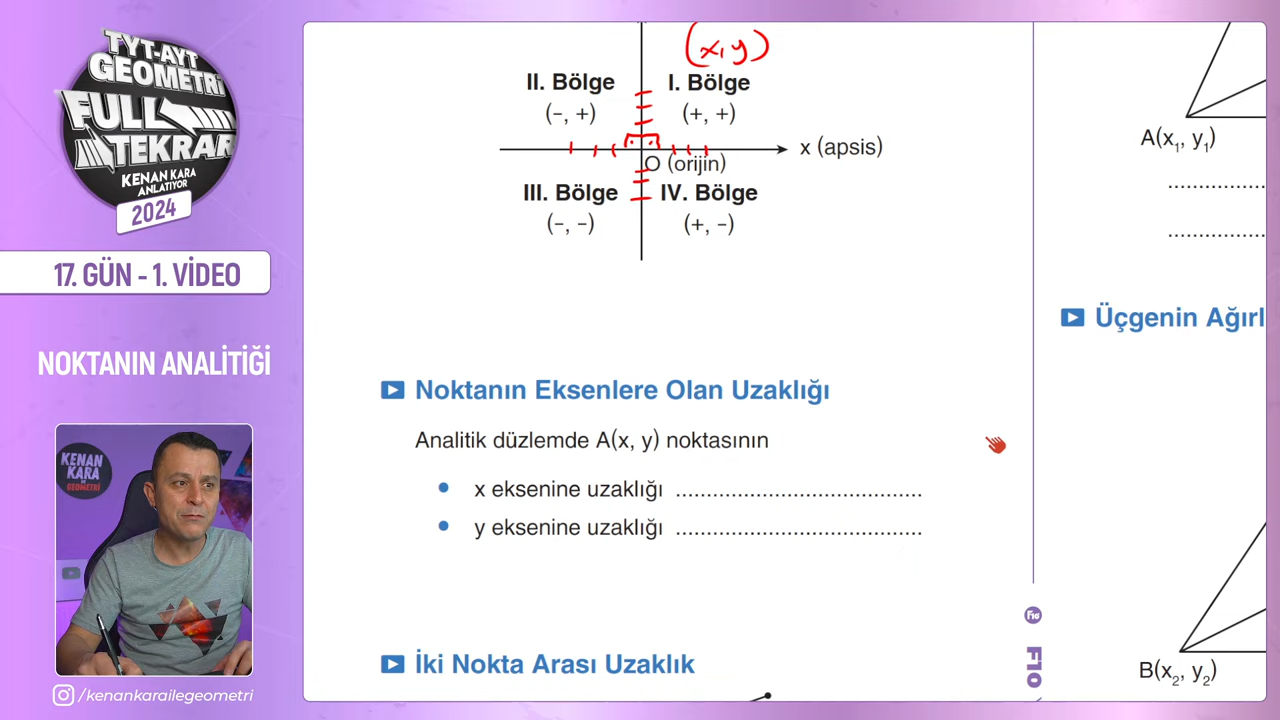 TYT-AYT
GEOMETRİ
FULL
TEKRAR
KENAN KARA
ANLATIYOR
2024
17. GÜN - 1. VİDEO
NOKTANIN ANALİTİĞİ
KENAN
KARA
GEOMETRİ
/kenankarailegeometri
(x,y)
II. Bölge
I. Bölge
(–, +)
(+, +)
x (apsis)
O (orijin)
III. Bölge
IV. Bölge
(–, –)
(+, –)
Noktanın Eksenlere Olan Uzaklığı
Analitik düzlemde A(x, y) noktasının
• x eksenine uzaklığı ........................................
• y eksenine uzaklığı ........................................
İki Nokta Arası Uzaklık
F10
F10
A(x₁, y₁)
Üçgenin Ağırl
B(x₂, y₂)